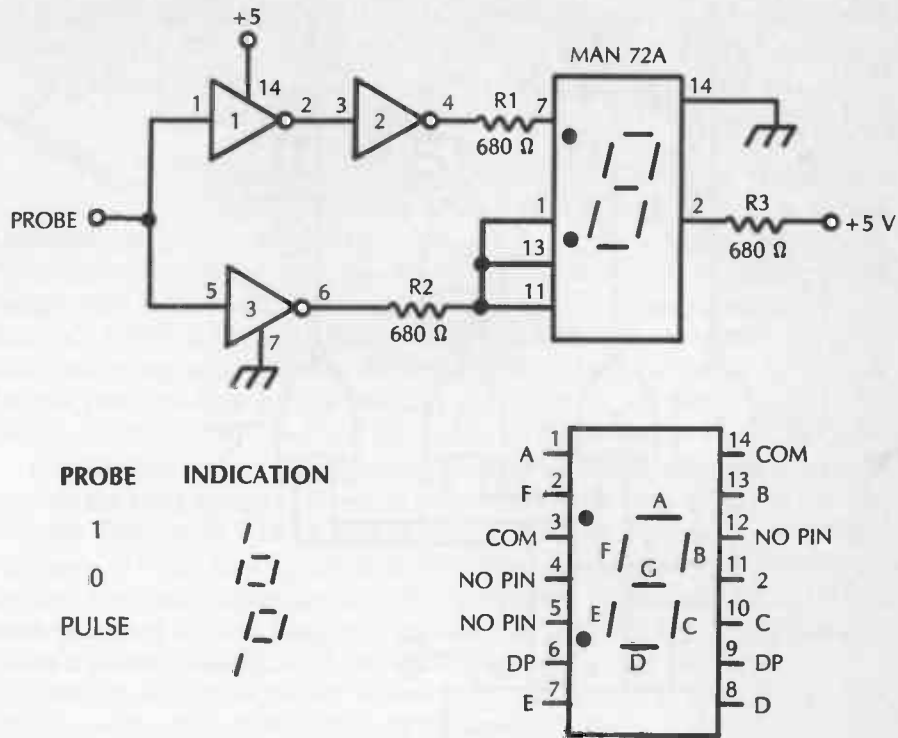 +5
MAN 72A
14
1
1
2
3
2
4
R1
7
680 Ω
14
PROBE
1
13
11
2
R3
680 Ω
+5 V
5
3
6
7
R2
680 Ω
PROBE INDICATION
1
0
PULSE
A 1
F 2
COM 3
NO PIN 4
NO PIN 5
DP 6
E 7
14 COM
13 B
12 NO PIN
11 2
10 C
9 DP
8 D
A
F
B
G
E
C
D